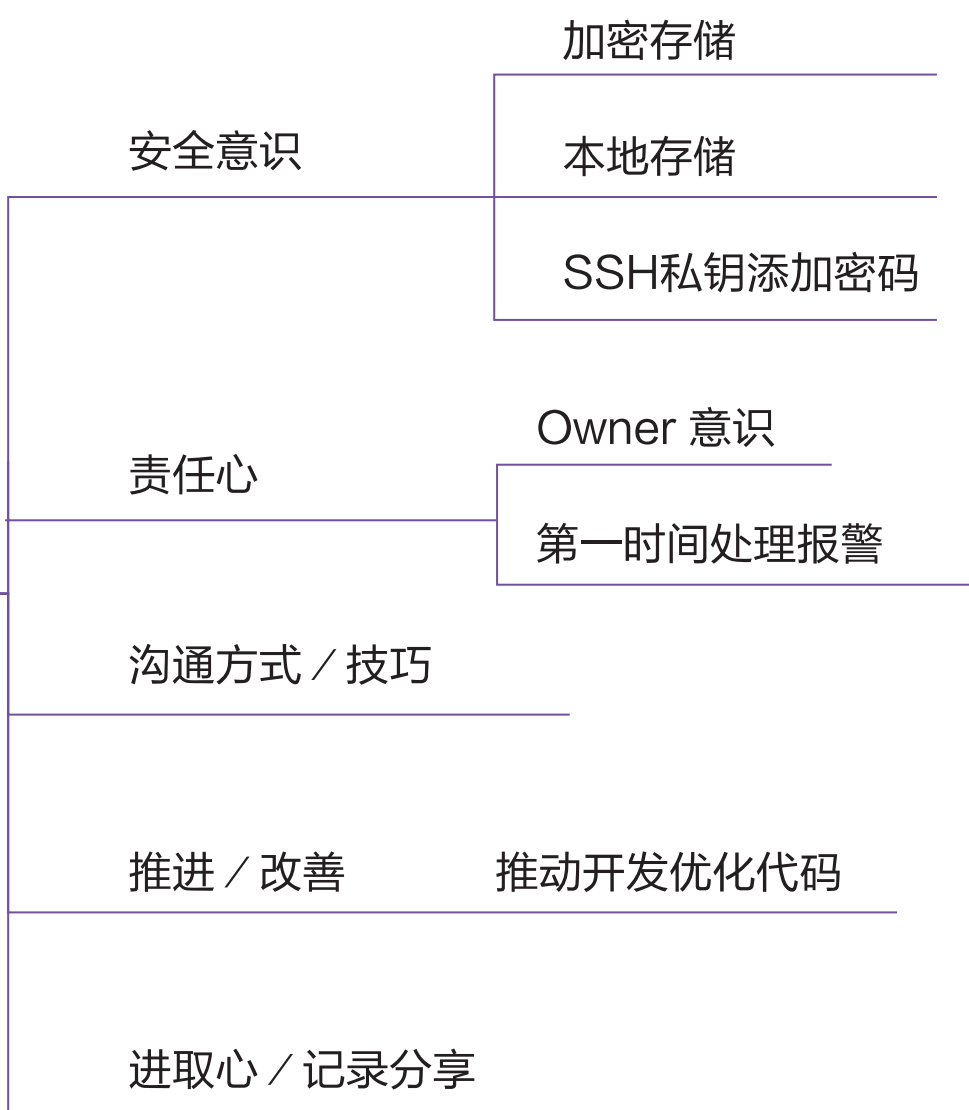 加密存储
安全意识
本地存储
SSH私钥添加密码
Owner 意识
责任心
第一时间处理报警
沟通方式 / 技巧
推进 / 改善
推动开发优化代码
进取心 / 记录分享